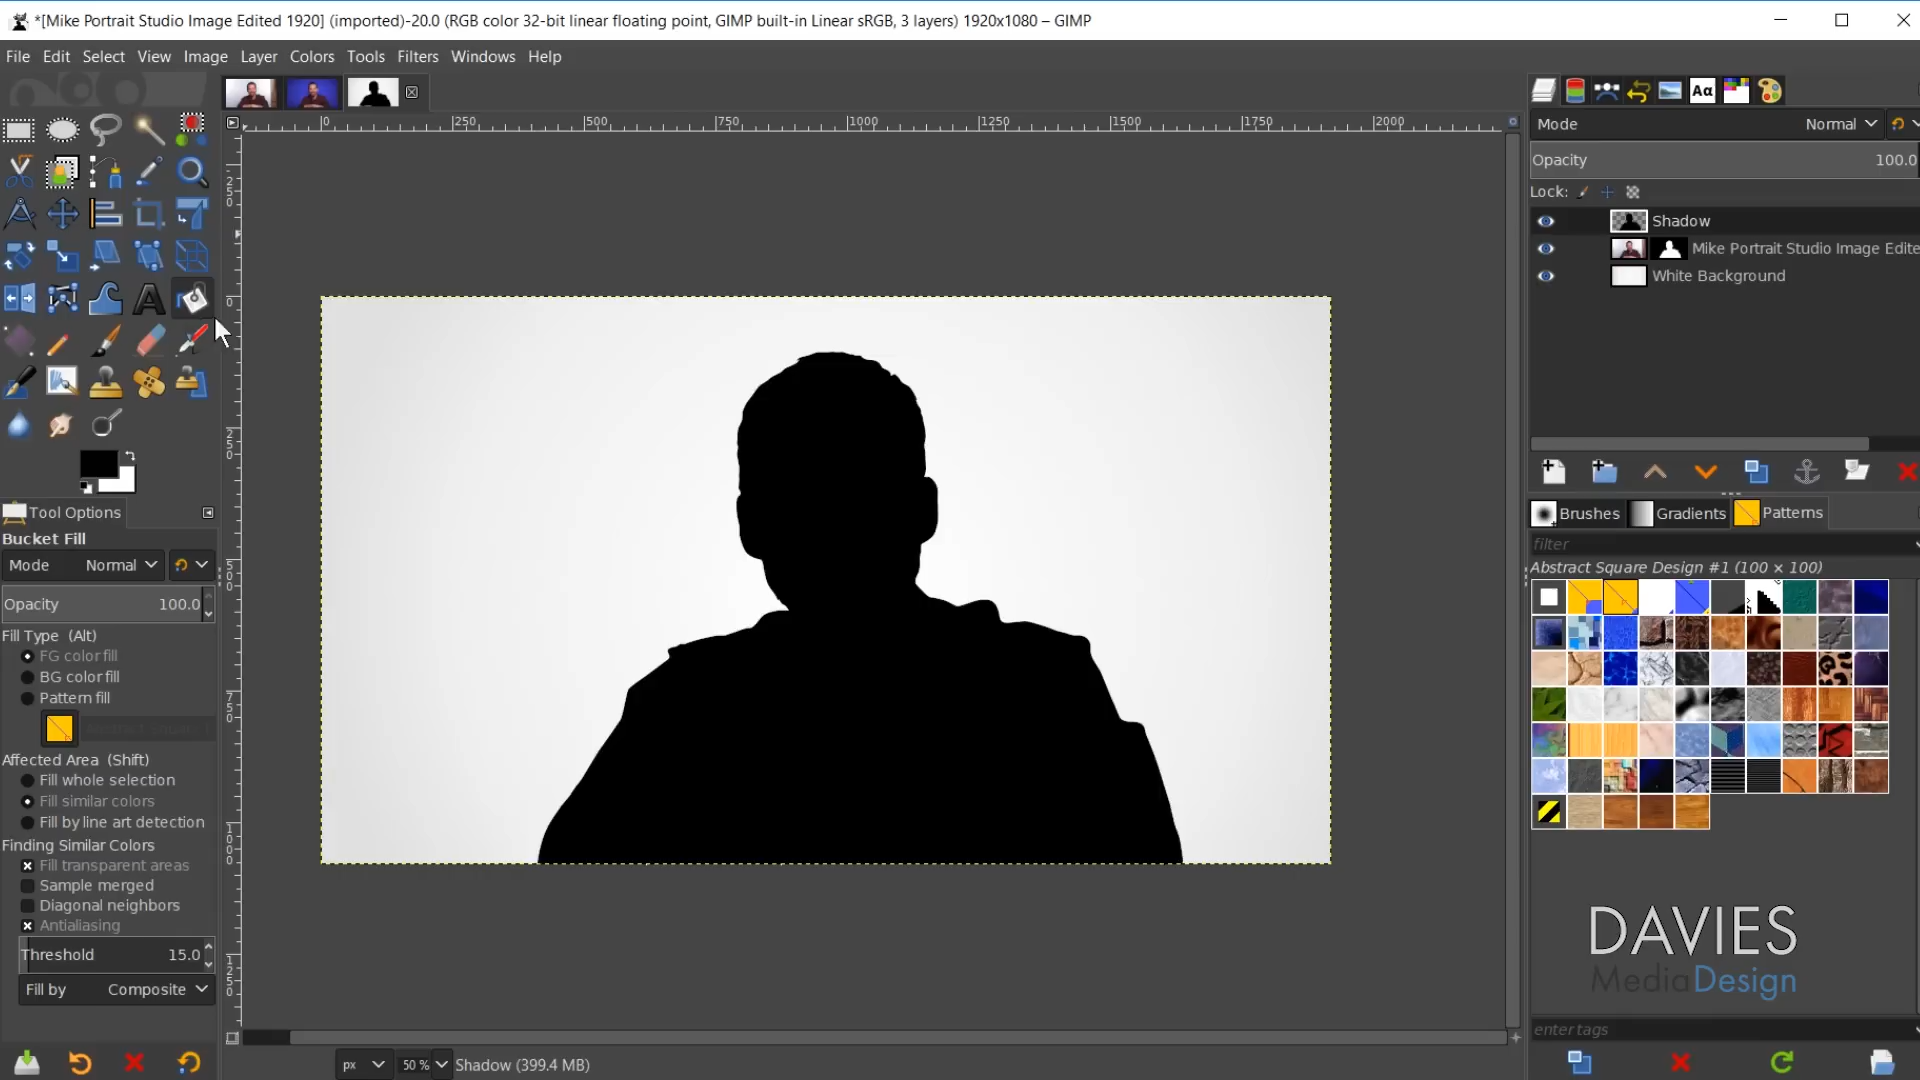 *[Mike Portrait Studio Image Edited 1920] (imported)-20.0 (RGB color 32-bit linear floating point, GIMP built-in Linear sRGB, 3 layers) 1920x1080 – GIMP
File Edit Select View Image Layer Colors Tools Filters Windows Help
0 250 500 750 1000 1250 1500 1750 2000
Mode Normal
Opacity 100.0
Lock:
Shadow
Mike Portrait Studio Image Edite
White Background
Tool Options
Bucket Fill
Mode Normal
Opacity 100.0
Fill Type (Alt)
FG color fill
BG color fill
Pattern fill
Affected Area (Shift)
Fill whole selection
Fill similar colors
Fill by line art detection
Finding Similar Colors
Fill transparent areas
Sample merged
Diagonal neighbors
Antialiasing
Threshold 15.0
Fill by Composite
Brushes Gradients Patterns
filter
Abstract Square Design #1 (100 × 100)
DAVIES
MediaDesign
enter tags
px 50 % Shadow (399.4 MB)